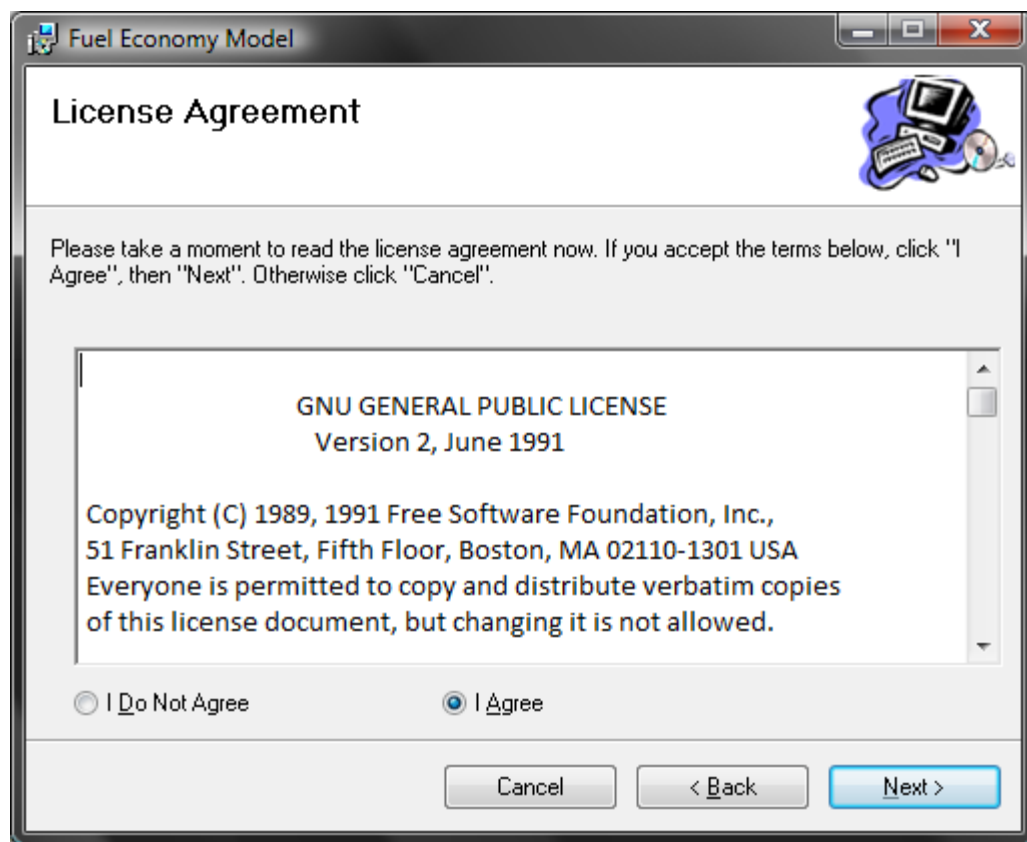 Fuel Economy Model
License Agreement
Please take a moment to read the license agreement now. If you accept the terms below, click "I
Agree", then "Next". Otherwise click "Cancel".
GNU GENERAL PUBLIC LICENSE
Version 2, June 1991
Copyright (C) 1989, 1991 Free Software Foundation, Inc.,
51 Franklin Street, Fifth Floor, Boston, MA 02110-1301 USA
Everyone is permitted to copy and distribute verbatim copies
of this license document, but changing it is not allowed.
I Do Not Agree
I Agree
Cancel
< Back
Next >